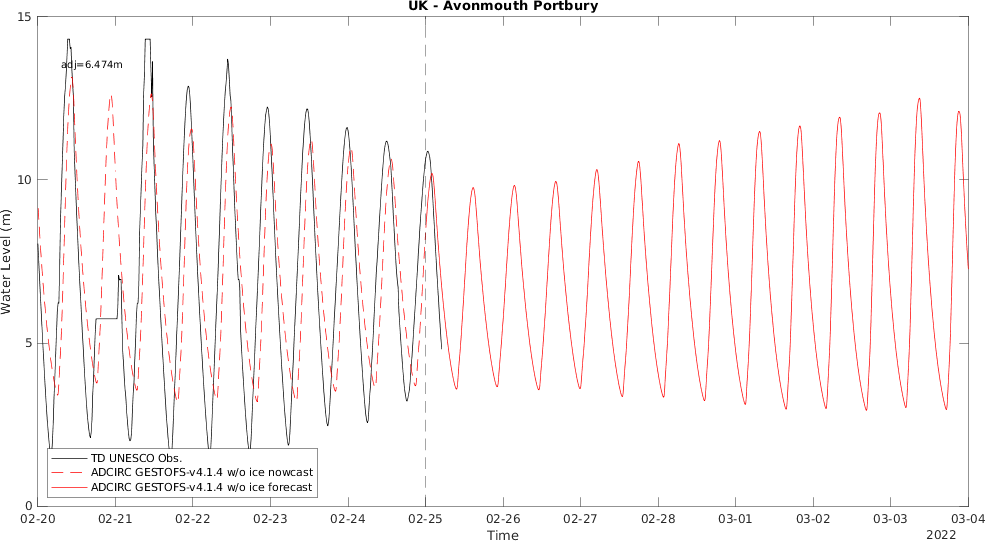 UK - Avonmouth Portbury
15
adj=6.474m
10
Water Level (m)
5
TD UNESCO Obs.
ADCIRC GESTOFS-v4.1.4 w/o ice nowcast
ADCIRC GESTOFS-v4.1.4 w/o ice forecast
0
02-20 02-21 02-22 02-23 02-24 02-25 02-26 02-27 02-28 03-01 03-02 03-03 03-04
Time
2022